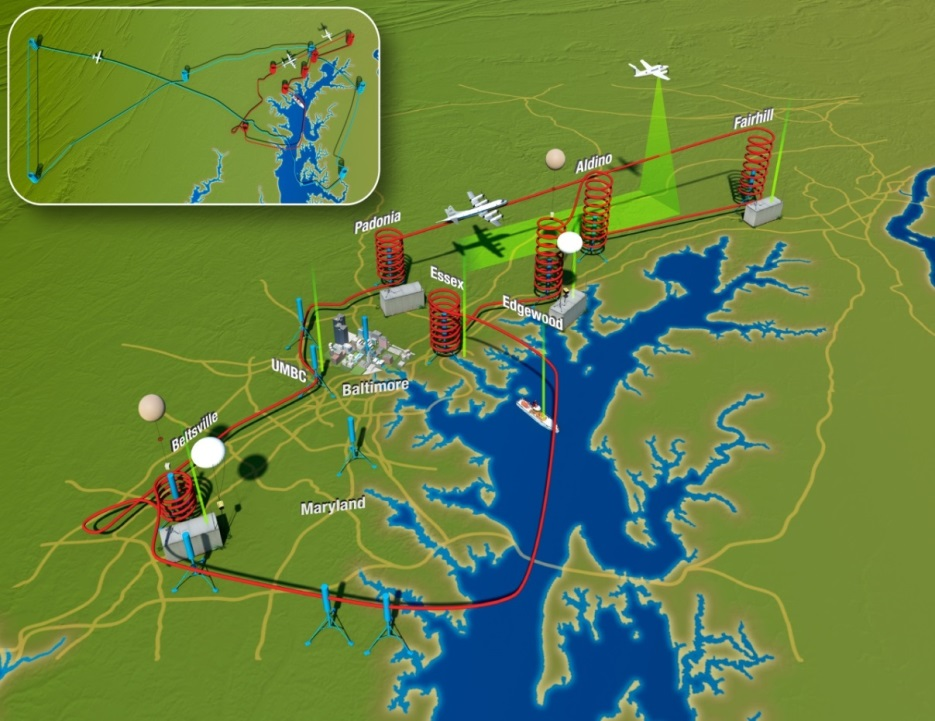 Fairhill
Aldino
Padonia
Essex
Edgewood
UMBC
Baltimore
Beltsville
Maryland